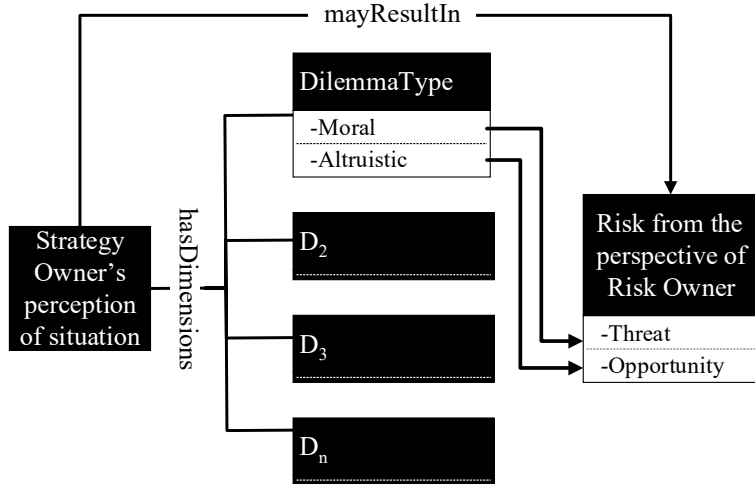 mayResultIn
DilemmaType
-Moral
-Altruistic
hasDimensions
Strategy
Owner’s
perception
of situation
D₂
D₃
Dₙ
Risk from the
perspective of
Risk Owner
-Threat
-Opportunity